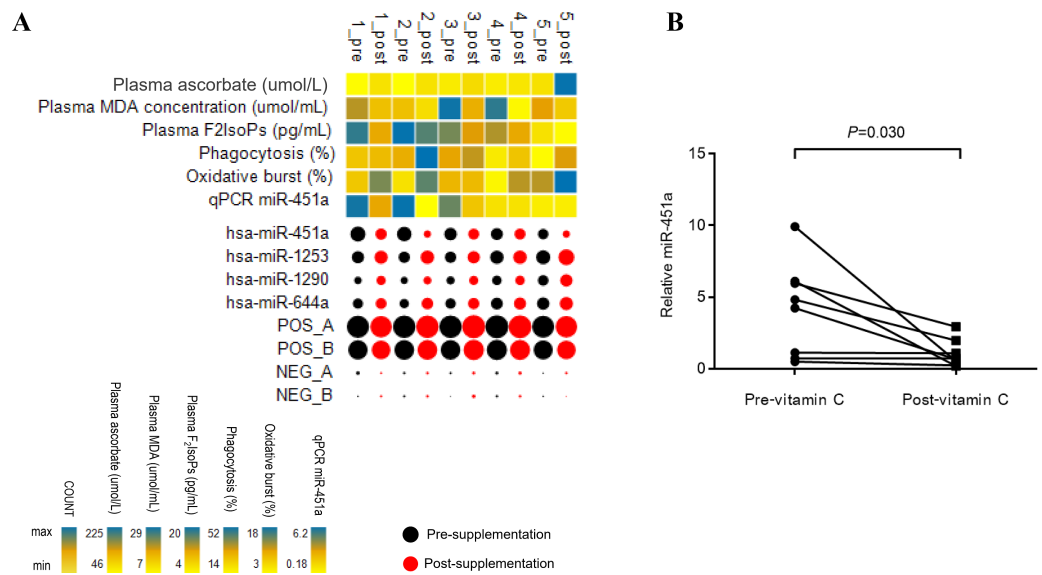 A
B
1_pre
1_post
2_pre
2_post
3_pre
3_post
4_pre
4_post
5_pre
5_post
Plasma ascorbate (umol/L)
Plasma MDA concentration (umol/mL)
Plasma F2IsoPs (pg/mL)
Phagocytosis (%)
Oxidative burst (%)
qPCR miR-451a
hsa-miR-451a
hsa-miR-1253
hsa-miR-1290
hsa-miR-644a
POS_A
POS_B
NEG_A
NEG_B
COUNT
Plasma ascorbate (umol/L)
Plasma MDA (umol/mL)
Plasma F₂IsoPs (pg/mL)
Phagocytosis (%)
Oxidative burst (%)
qPCR miR-451a
max 225 29 20 52 18 6.2
min 46 7 4 14 3 0.18
Pre-supplementation
Post-supplementation
P=0.030
Relative miR-451a
15
10
5
0
Pre-vitamin C Post-vitamin C